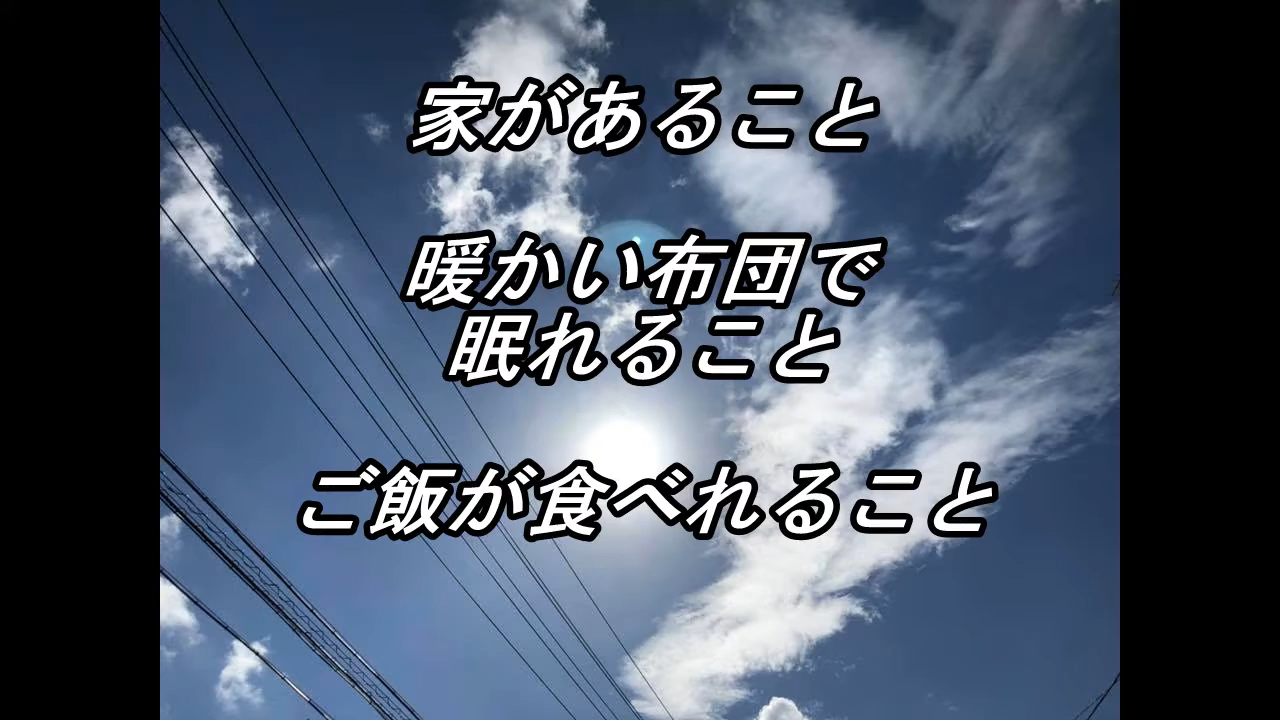 家があること
暖かい布団で
眠れること
ご飯が食べれること